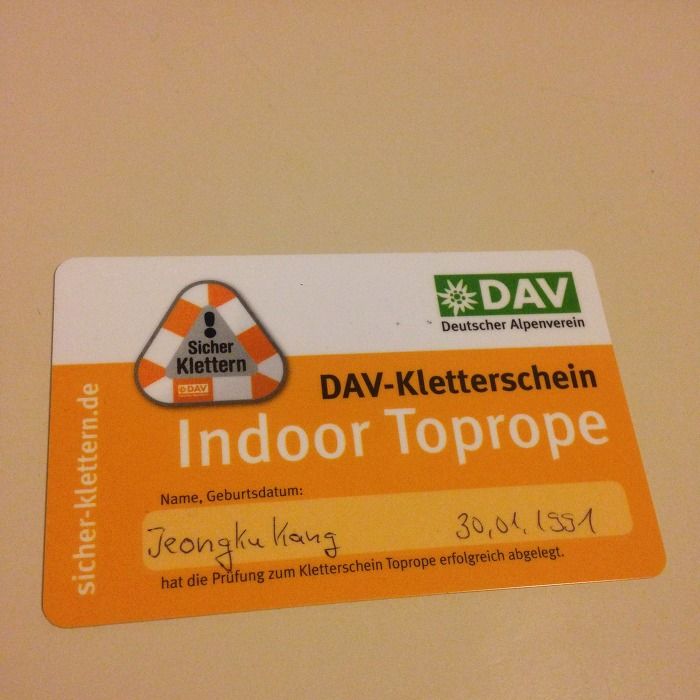 DAV
Deutscher Alpenverein
!
Sicher
Klettern
DAV
DAV-Kletterschein
Indoor Toprope
sicher-klettern.de
Name, Geburtsdatum:
Jeongku Kang 30,01,1991
hat die Prüfung zum Kletterschein Toprope erfolgreich abgelegt.